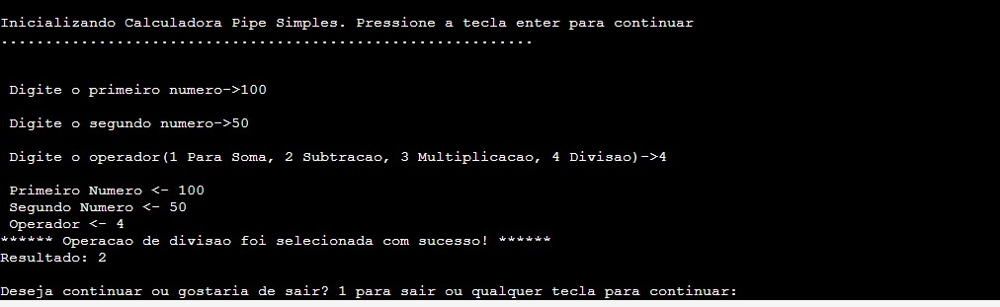 Inicializando Calculadora Pipe Simples. Pressione a tecla enter para continuar
............................................................
Digite o primeiro numero->100
Digite o segundo numero->50
Digite o operador(1 Para Soma, 2 Subtracao, 3 Multiplicacao, 4 Divisao)->4
Primeiro Numero <- 100
Segundo Numero <- 50
Operador <- 4
****** Operacao de divisao foi selecionada com sucesso! ******
Resultado: 2
Deseja continuar ou gostaria de sair? 1 para sair ou qualquer tecla para continuar: